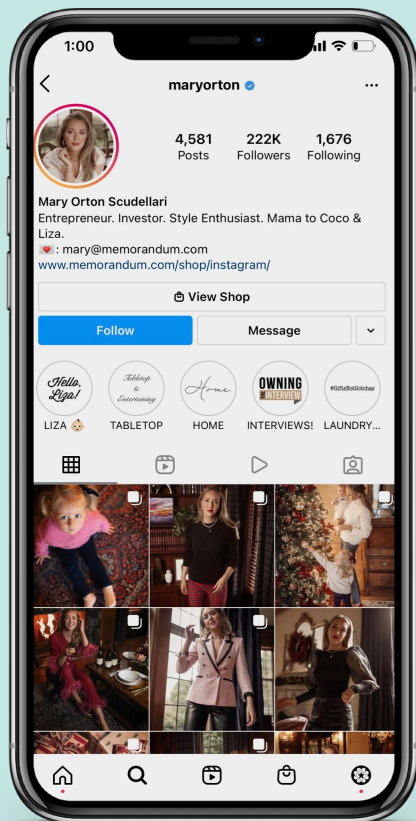 1:00
maryorton
4,581 222K 1,676
Posts Followers Following
Mary Orton Scudellari
Entrepreneur. Investor. Style Enthusiast. Mama to Coco &
Liza.
💌: mary@memorandum.com
www.memorandum.com/shop/instagram/
View Shop
Follow Message
Hello,
Liza!
Tabletop
&
Entertaining
Home
OWNING
THE INTERVIEW
#GiftsNotGotchas
LIZA 👶🏻 TABLETOP HOME INTERVIEWS! LAUNDRY...